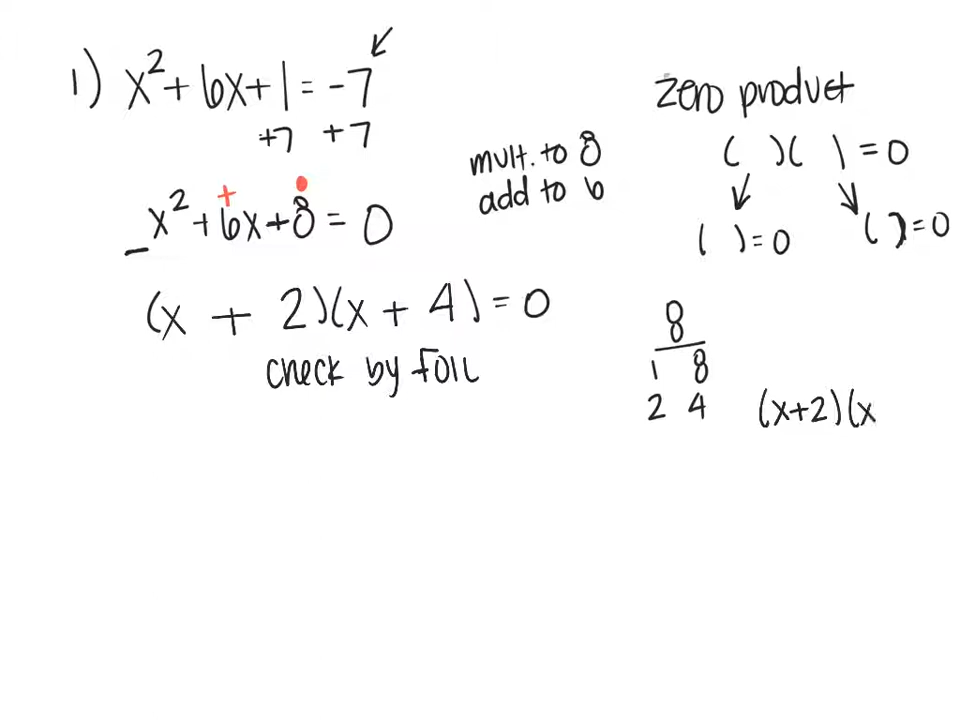 1) x² + 6x + 1 = -7
+7 +7
x² + 6x + 8 = 0
+
(x + 2)(x + 4) = 0
check by FOIL
mult. to 8
add to 6
zero product
( )( ) = 0
( ) = 0 ( ) = 0
8
1 8
2 4
(x+2)(x